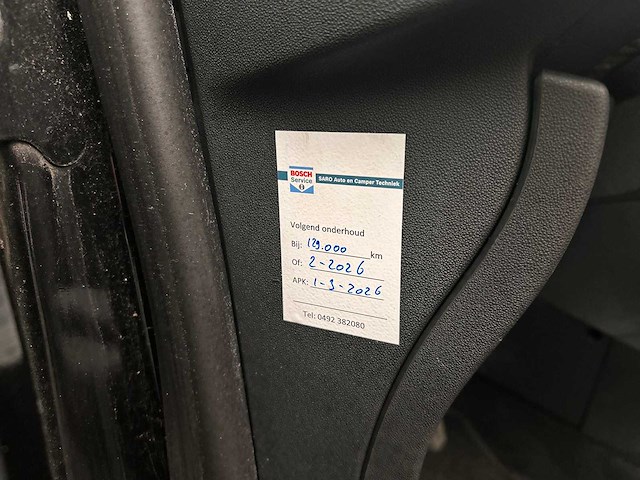 BOSCH
Service
SARO Auto en Camper Techniek
Volgend onderhoud
Bij: 129.000 km
Of: 2-2026
APK: 1-3-2026
Tel: 0492 382080